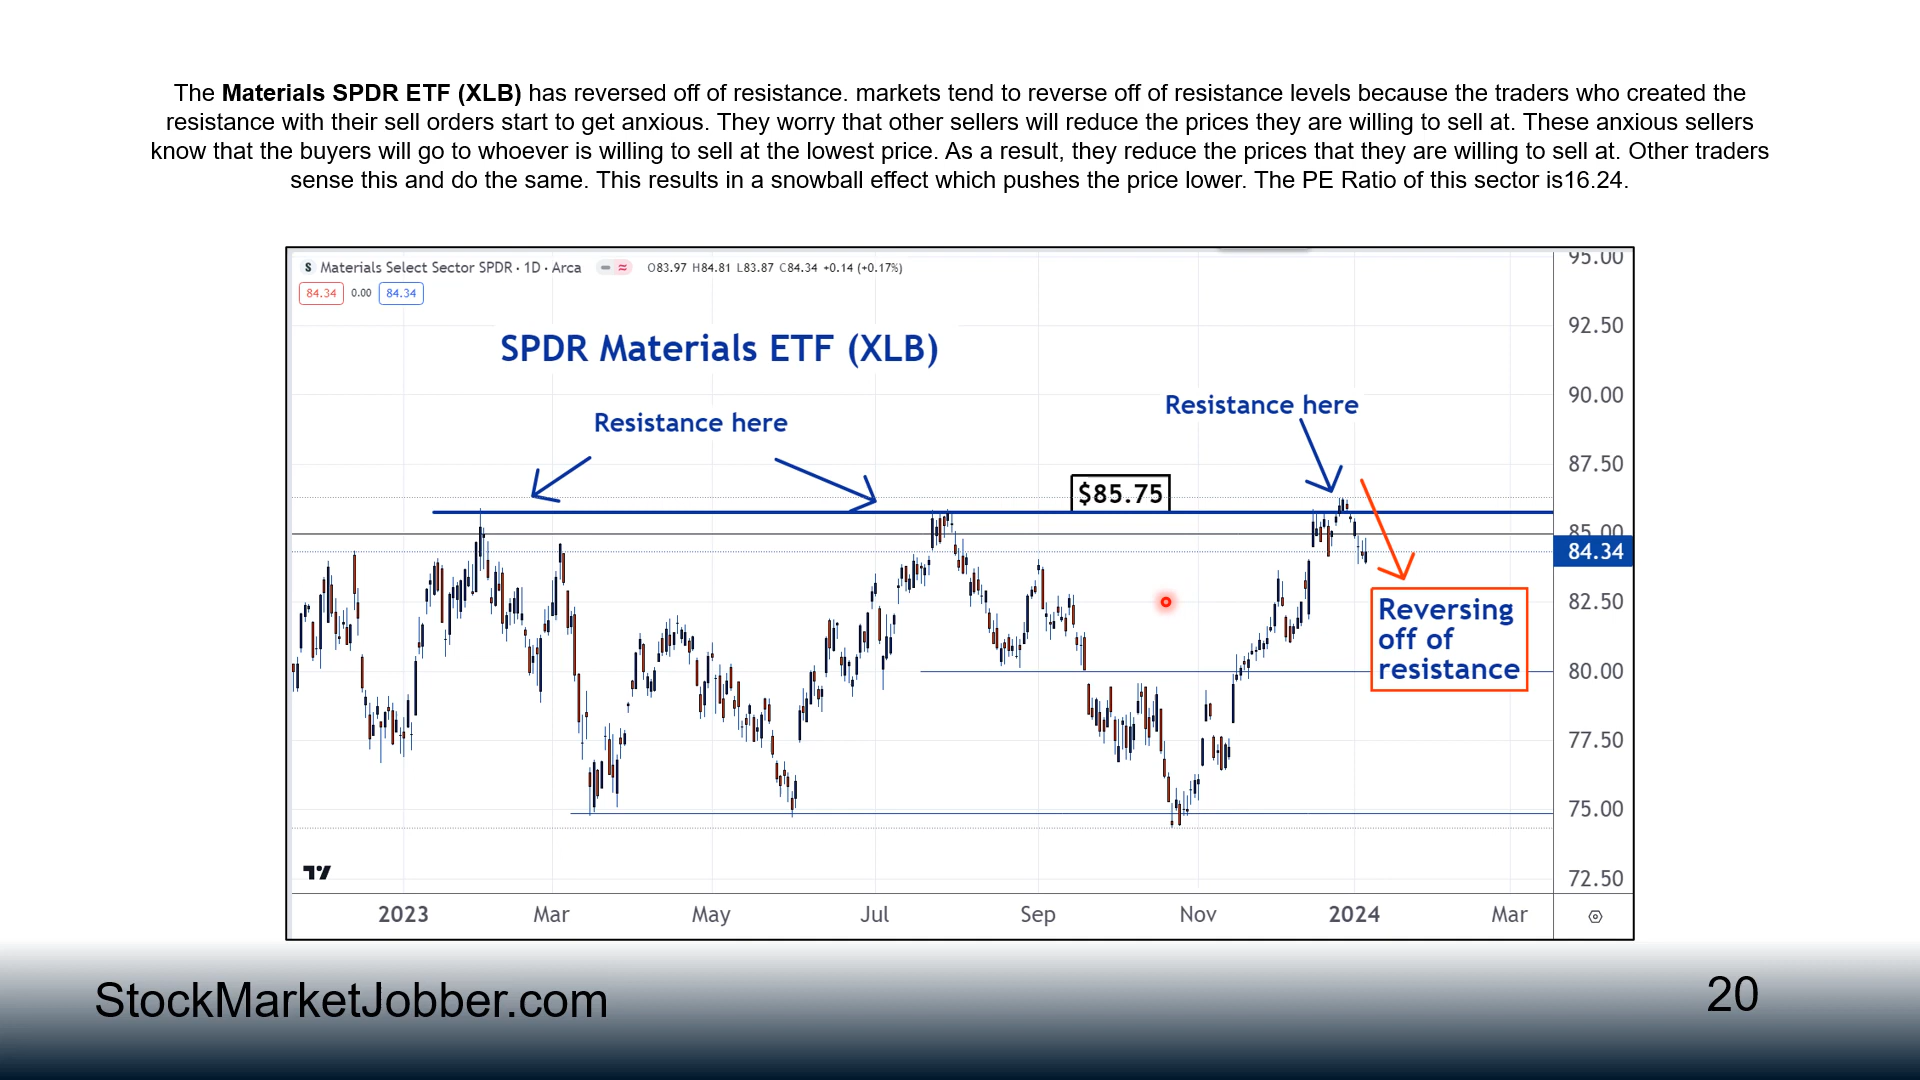 The Materials SPDR ETF (XLB) has reversed off of resistance. markets tend to reverse off of resistance levels because the traders who created the
resistance with their sell orders start to get anxious. They worry that other sellers will reduce the prices they are willing to sell at. These anxious sellers
know that the buyers will go to whoever is willing to sell at the lowest price. As a result, they reduce the prices that they are willing to sell at. Other traders
sense this and do the same. This results in a snowball effect which pushes the price lower. The PE Ratio of this sector is16.24.
S Materials Select Sector SPDR · 1D · Arca O83.97 H84.81 L83.87 C84.34 +0.14 (+0.17%)
84.34 0.00 84.34
SPDR Materials ETF (XLB)
Resistance here
Resistance here
$85.75
Reversing
off of
resistance
95.00
92.50
90.00
87.50
85.00
84.34
82.50
80.00
77.50
75.00
72.50
2023 Mar May Jul Sep Nov 2024 Mar
StockMarketJobber.com
20